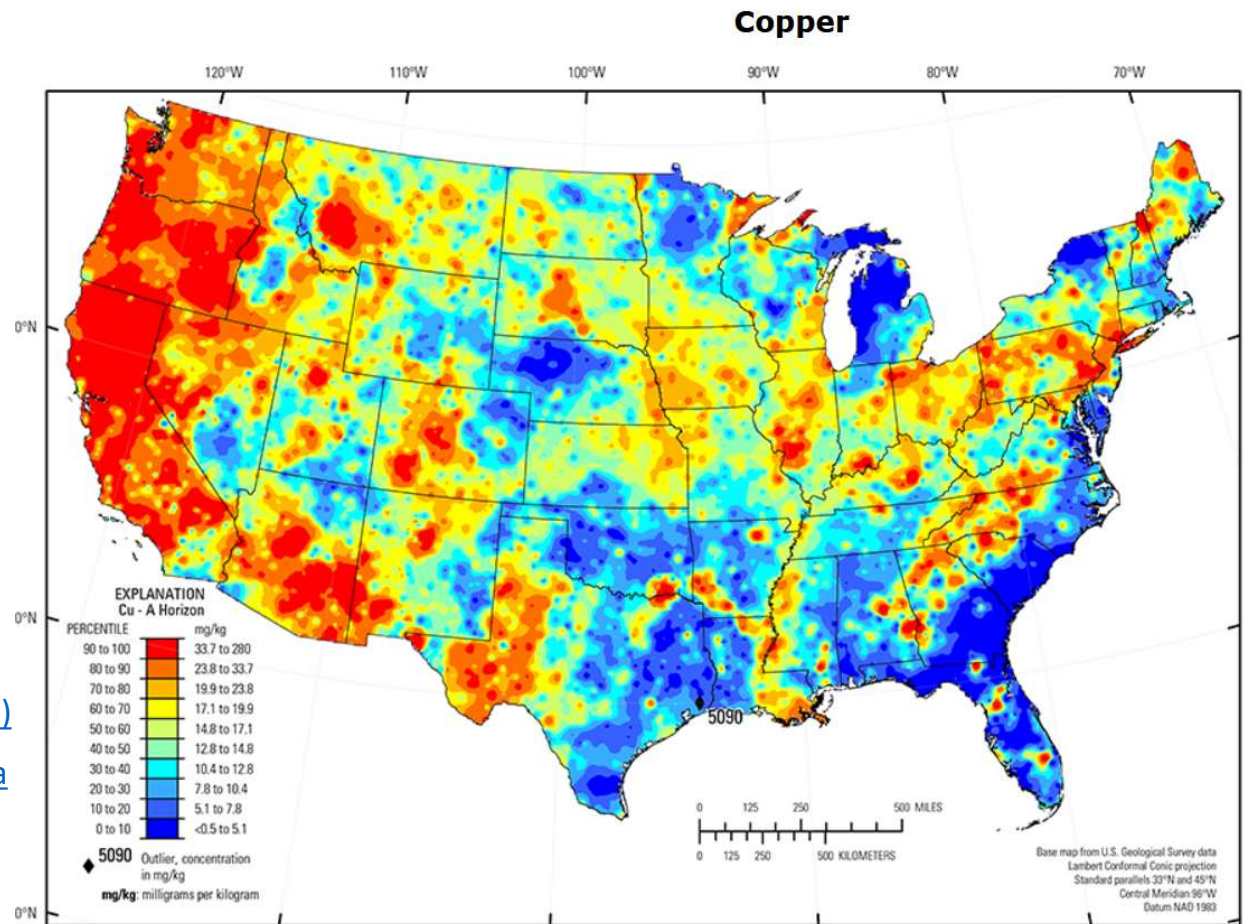 Copper
120°W 110°W 100°W 90°W 80°W 70°W
0°N
0°N
)
a
0°N
EXPLANATION
Cu - A Horizon
PERCENTILE mg/kg
90 to 100 33.7 to 280
80 to 90 23.8 to 33.7
70 to 80 19.9 to 23.8
60 to 70 17.1 to 19.9
50 to 60 14.8 to 17.1
40 to 50 12.8 to 14.8
30 to 40 10.4 to 12.8
20 to 30 7.8 to 10.4
10 to 20 5.1 to 7.8
0 to 10 <0.5 to 5.1
5090 Outlier, concentration
in mg/kg
mg/kg: milligrams per kilogram
5090
0 125 250 500 MILES
0 125 250 500 KILOMETERS
Base map from U.S. Geological Survey data
Lambert Conformal Conic projection
Standard parallels 33°N and 45°N
Central Meridian 96°W
Datum NAD 1983